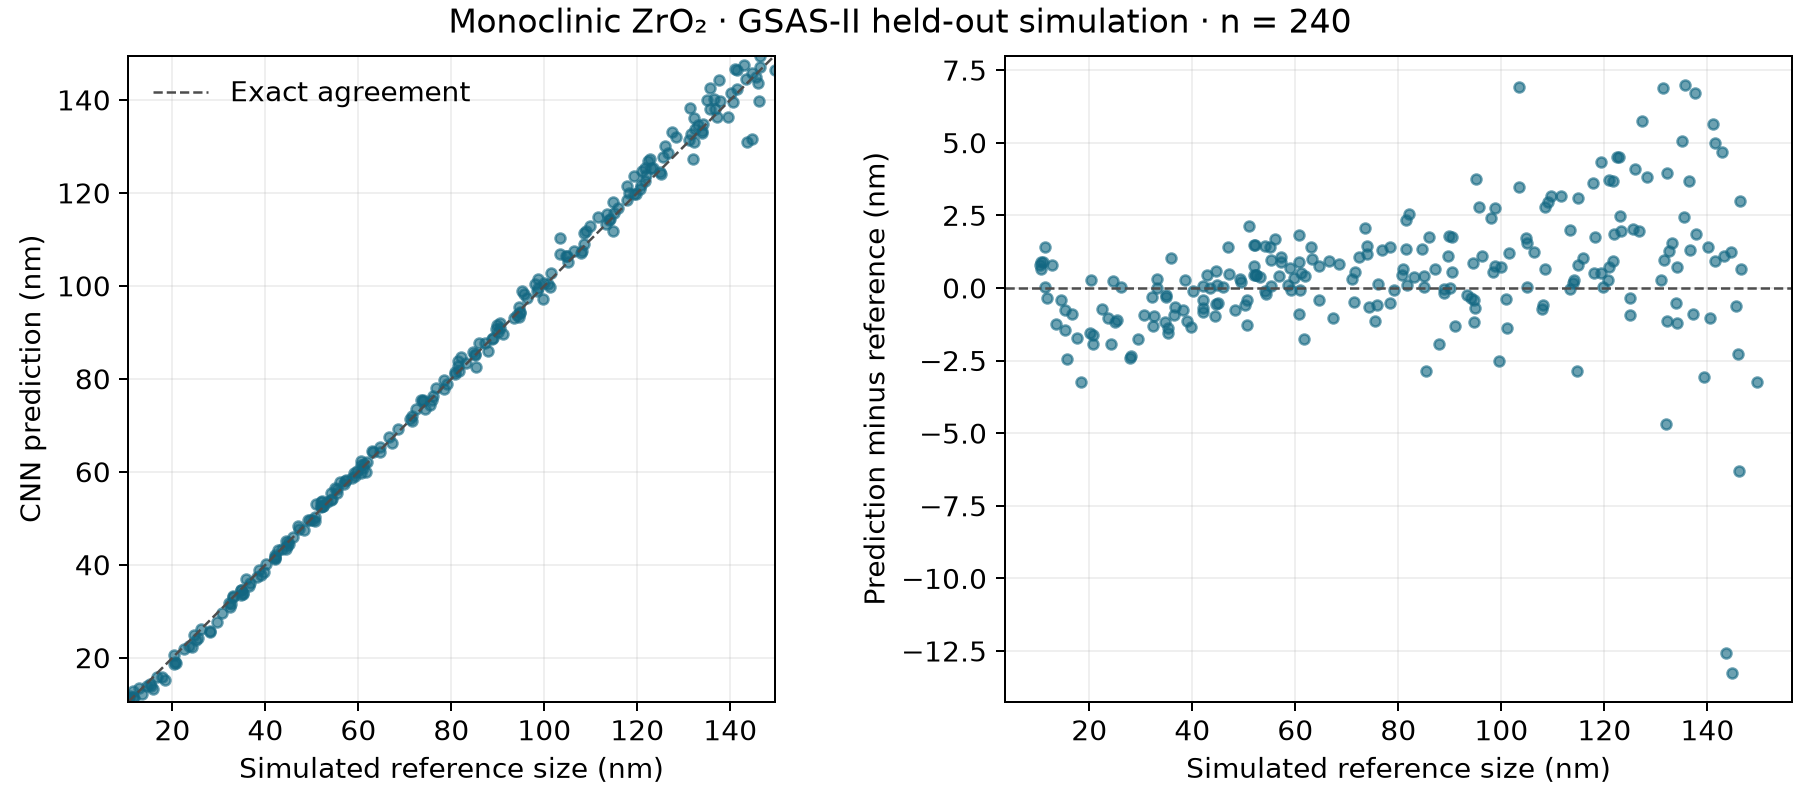 Monoclinic ZrO₂ · GSAS-II held-out simulation · n = 240
Exact agreement
CNN prediction (nm)
140
120
100
80
60
40
20
20 40 60 80 100 120 140
Simulated reference size (nm)
Prediction minus reference (nm)
7.5
5.0
2.5
0.0
−2.5
−5.0
−7.5
−10.0
−12.5
20 40 60 80 100 120 140
Simulated reference size (nm)